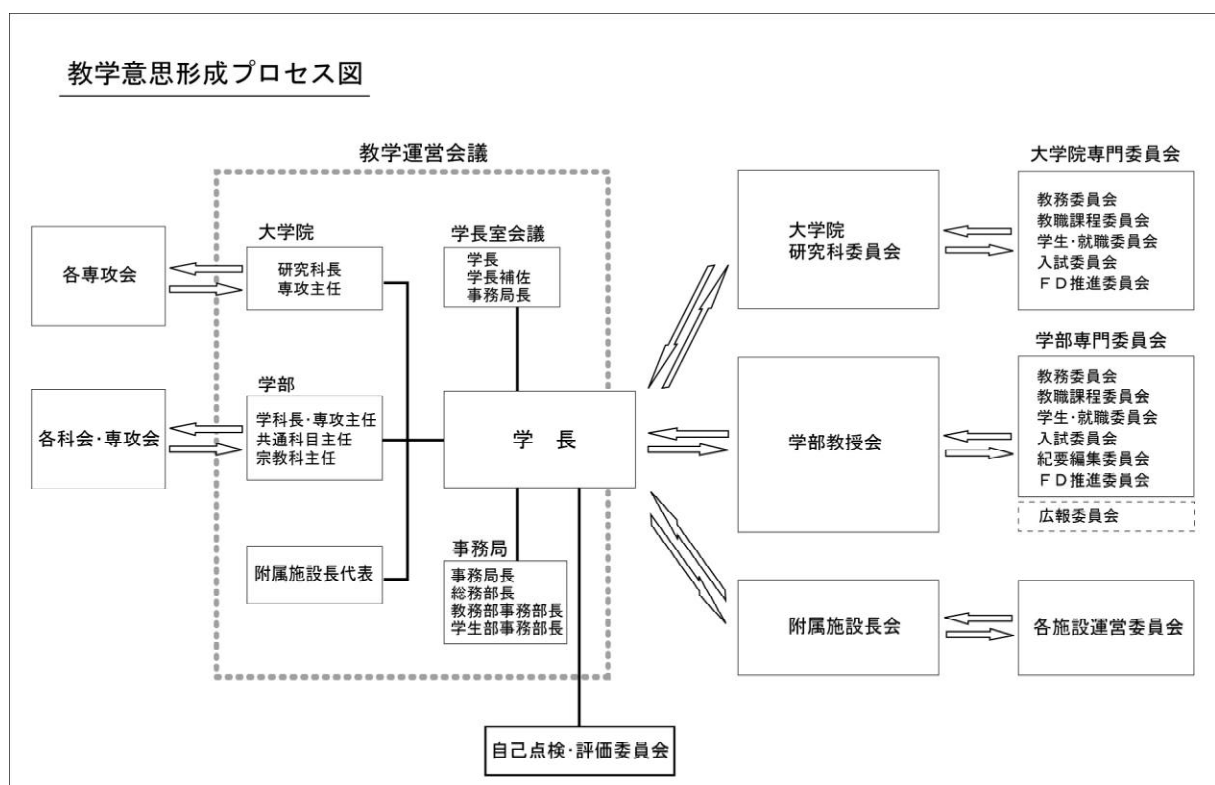 教学意思形成プロセス図
教学運営会議
各専攻会
各科会・専攻会
大学院
研究科長
専攻主任
学部
学科長・専攻主任
共通科目主任
宗教科主任
附属施設長代表
学長室会議
学長
学長補佐
事務局長
学　長
事務局
事務局長
総務部長
教務部事務部長
学生部事務部長
自己点検・評価委員会
大学院
研究科委員会
学部教授会
附属施設長会
大学院専門委員会
教務委員会
教職課程委員会
学生・就職委員会
入試委員会
ＦＤ推進委員会
学部専門委員会
教務委員会
教職課程委員会
学生・就職委員会
入試委員会
紀要編集委員会
ＦＤ推進委員会
広報委員会
各施設運営委員会